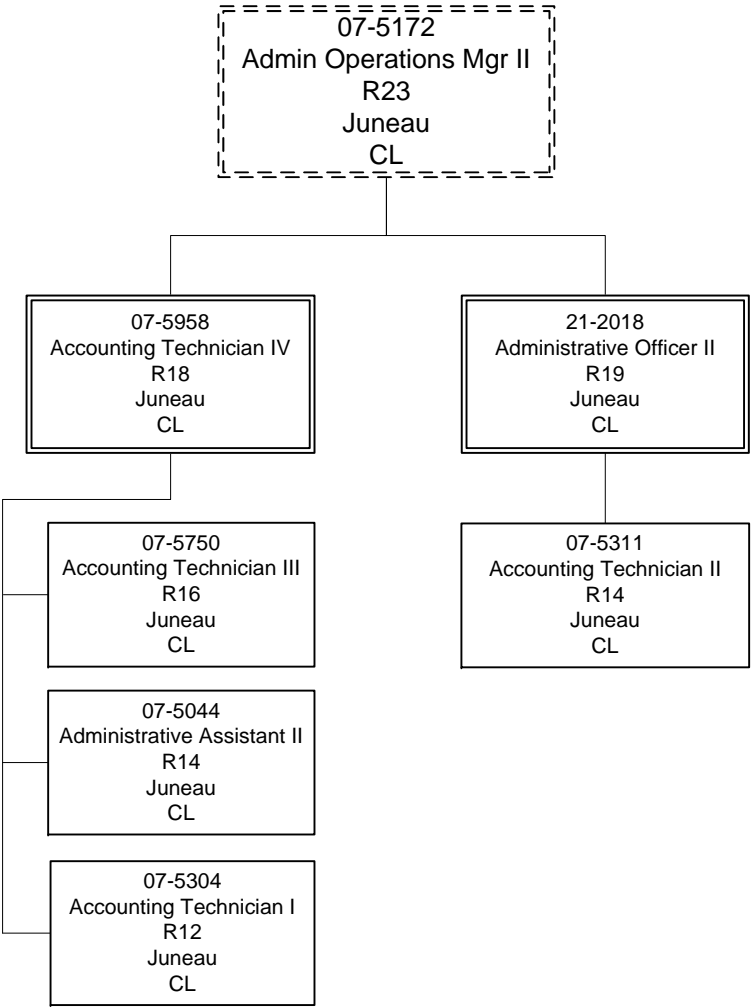 07-5172
Admin Operations Mgr II
R23
Juneau
CL
07-5958
Accounting Technician IV
R18
Juneau
CL
21-2018
Administrative Officer II
R19
Juneau
CL
07-5750
Accounting Technician III
R16
Juneau
CL
07-5311
Accounting Technician II
R14
Juneau
CL
07-5044
Administrative Assistant II
R14
Juneau
CL
07-5304
Accounting Technician I
R12
Juneau
CL